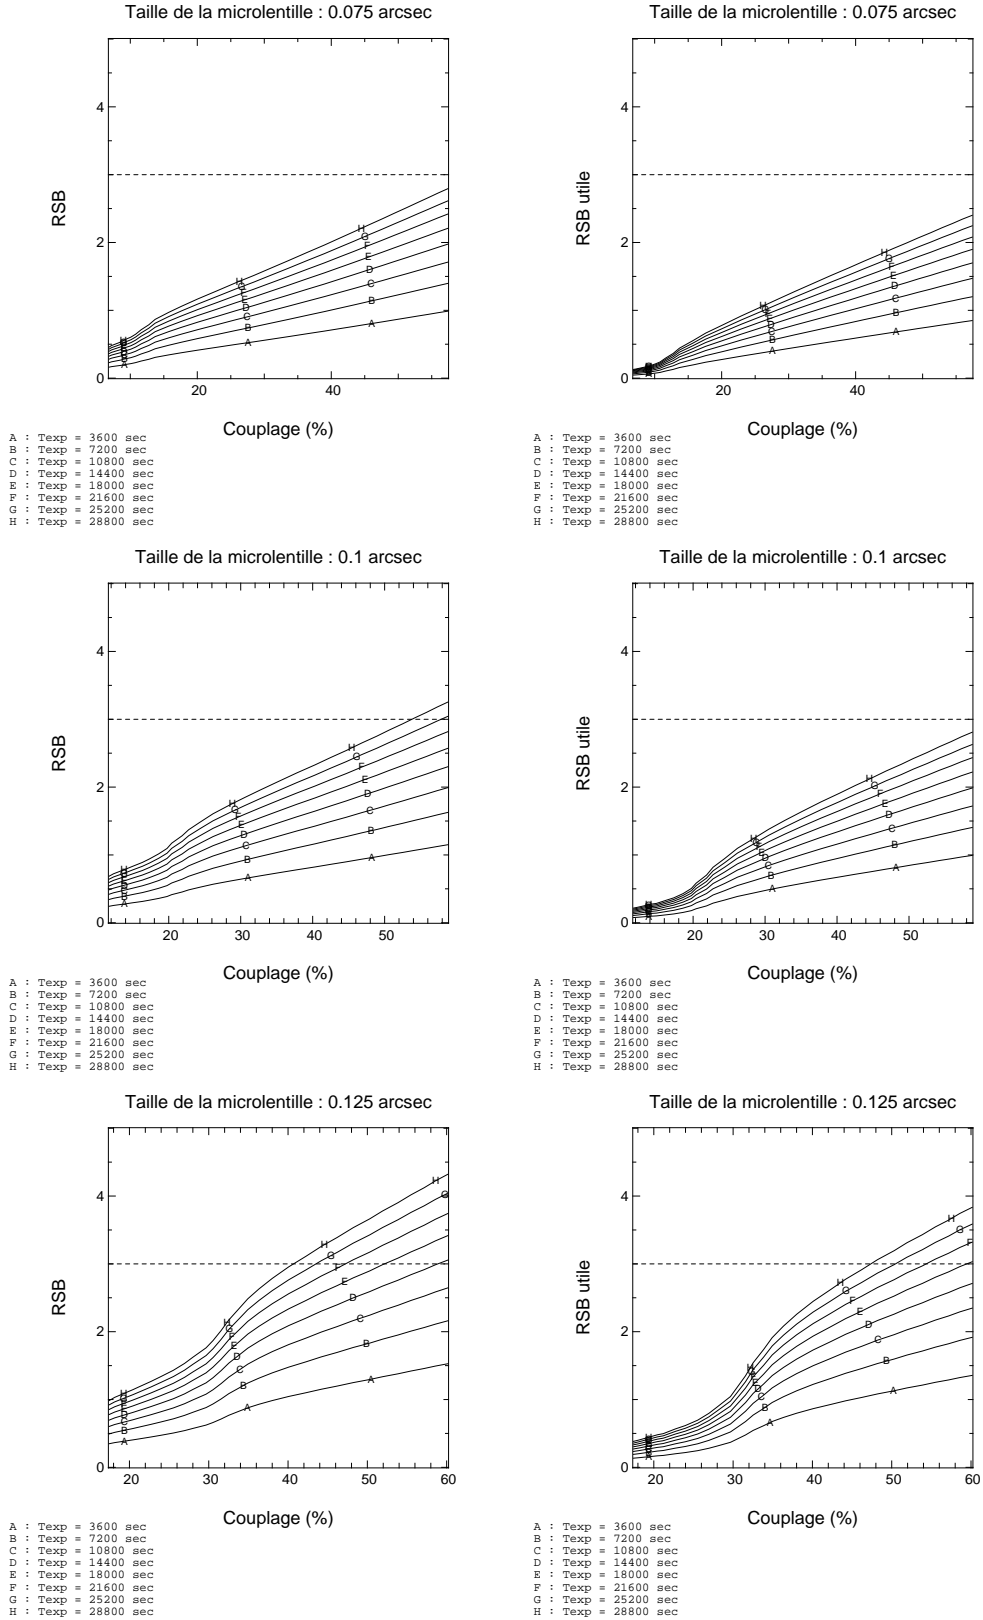 Taille de la microlentille : 0.075 arcsec
RSB
4
2
0
20
40
Couplage (%)
A : Texp = 3600 sec
B : Texp = 7200 sec
C : Texp = 10800 sec
D : Texp = 14400 sec
E : Texp = 18000 sec
F : Texp = 21600 sec
G : Texp = 25200 sec
H : Texp = 28800 sec
Taille de la microlentille : 0.075 arcsec
RSB utile
4
2
0
20
40
Couplage (%)
A : Texp = 3600 sec
B : Texp = 7200 sec
C : Texp = 10800 sec
D : Texp = 14400 sec
E : Texp = 18000 sec
F : Texp = 21600 sec
G : Texp = 25200 sec
H : Texp = 28800 sec
Taille de la microlentille : 0.1 arcsec
RSB
4
2
0
20
30
40
50
Couplage (%)
A : Texp = 3600 sec
B : Texp = 7200 sec
C : Texp = 10800 sec
D : Texp = 14400 sec
E : Texp = 18000 sec
F : Texp = 21600 sec
G : Texp = 25200 sec
H : Texp = 28800 sec
Taille de la microlentille : 0.1 arcsec
RSB utile
4
2
0
20
30
40
50
Couplage (%)
A : Texp = 3600 sec
B : Texp = 7200 sec
C : Texp = 10800 sec
D : Texp = 14400 sec
E : Texp = 18000 sec
F : Texp = 21600 sec
G : Texp = 25200 sec
H : Texp = 28800 sec
Taille de la microlentille : 0.125 arcsec
RSB
4
2
0
20
30
40
50
60
Couplage (%)
A : Texp = 3600 sec
B : Texp = 7200 sec
C : Texp = 10800 sec
D : Texp = 14400 sec
E : Texp = 18000 sec
F : Texp = 21600 sec
G : Texp = 25200 sec
H : Texp = 28800 sec
Taille de la microlentille : 0.125 arcsec
RSB utile
4
2
0
20
30
40
50
60
Couplage (%)
A : Texp = 3600 sec
B : Texp = 7200 sec
C : Texp = 10800 sec
D : Texp = 14400 sec
E : Texp = 18000 sec
F : Texp = 21600 sec
G : Texp = 25200 sec
H : Texp = 28800 sec